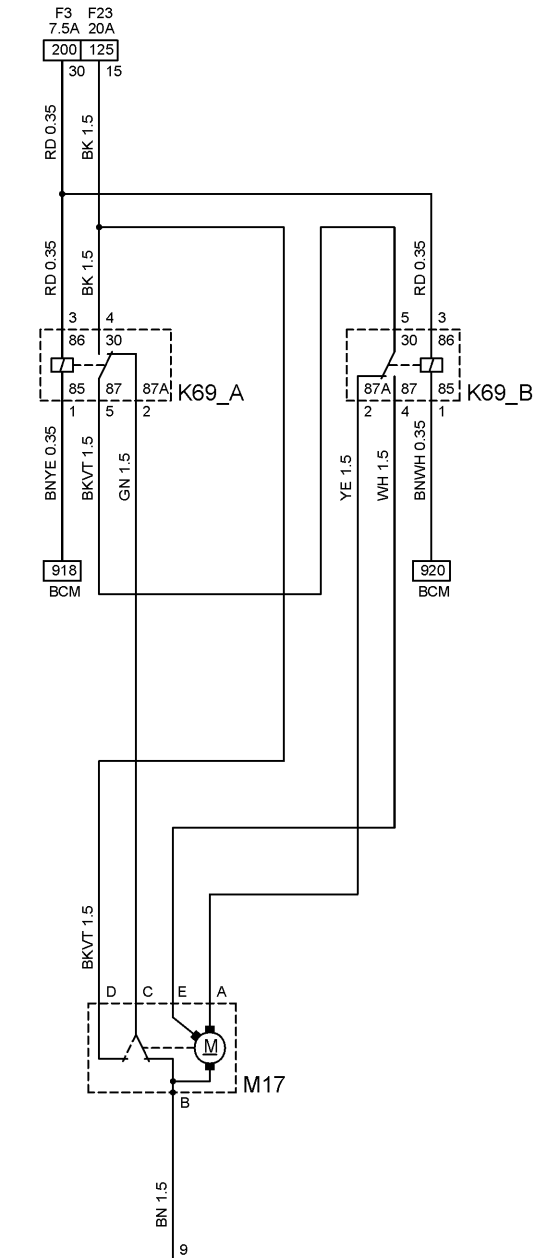 F3 F23
7.5A 20A
200 125
30 15
RD 0.35
BK 1.5
RD 0.35
BK 1.5
RD 0.35
3 4
5 3
86 30
30 86
85 87 87A
K69_A
87A 87 85
K69_B
1 5 2
2 4 1
BNYE 0.35
BKVT 1.5
GN 1.5
YE 1.5
WH 1.5
BNWH 0.35
918
BCM
920
BCM
BKVT 1.5
D C E A
M
M17
B
BN 1.5
9